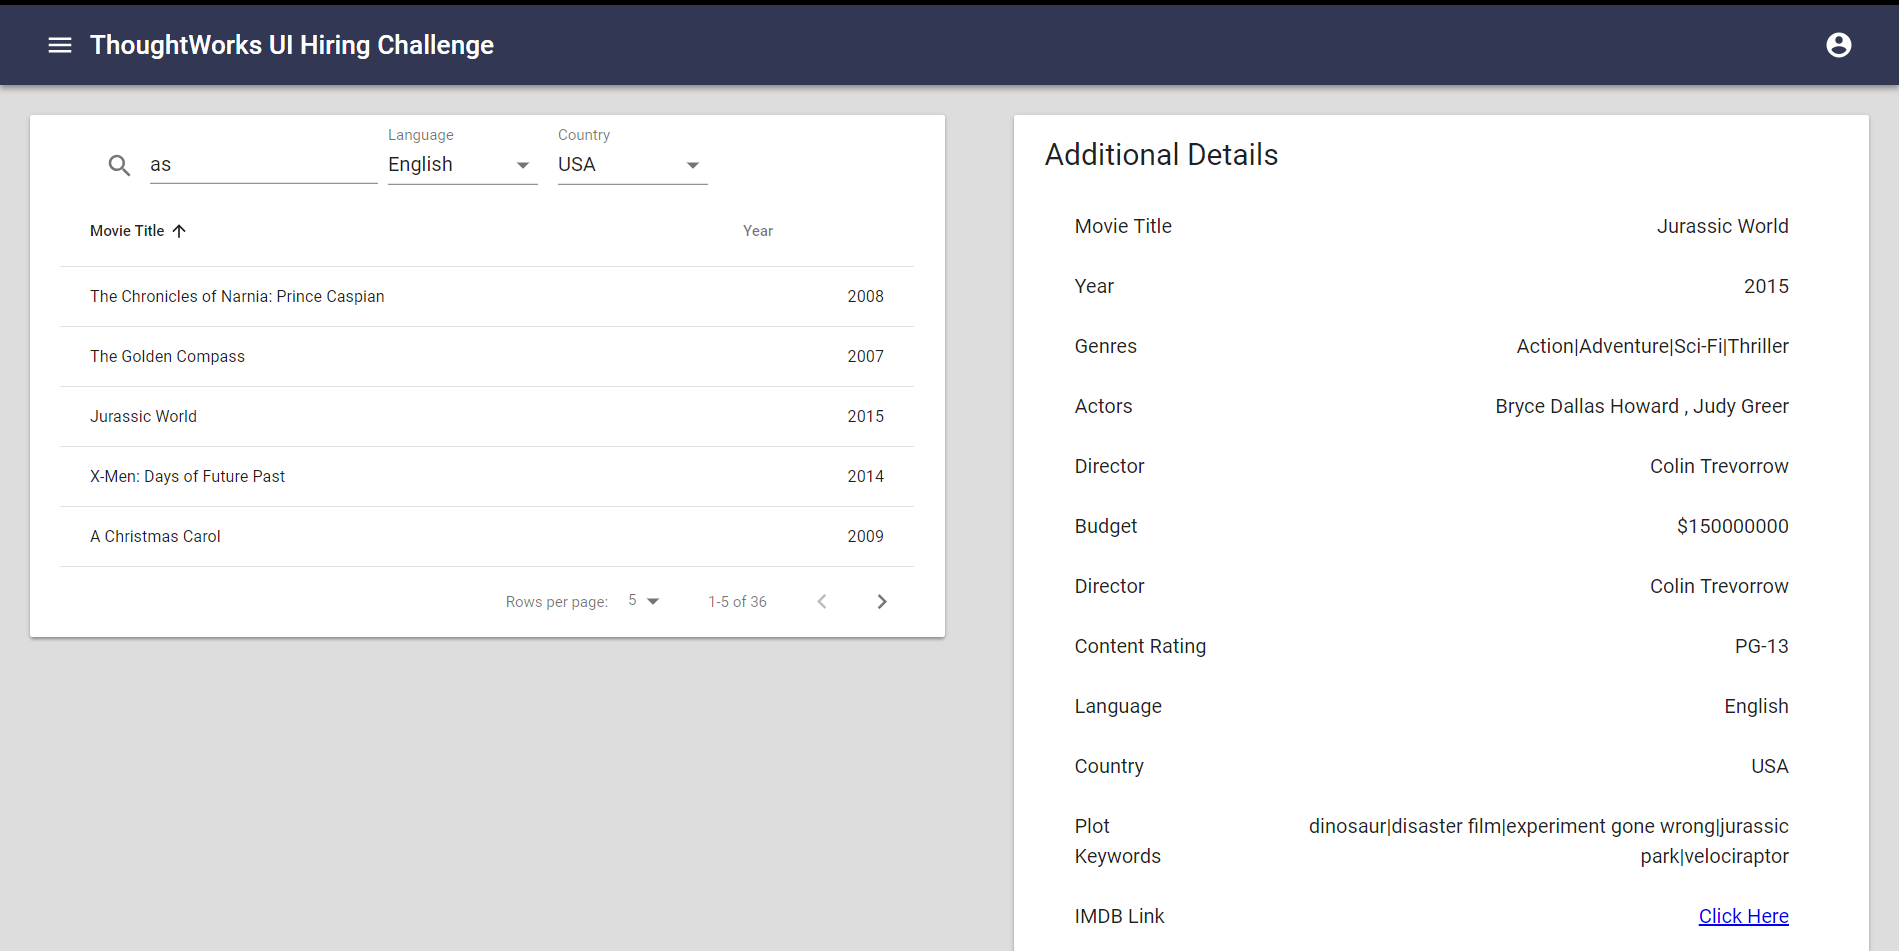 ThoughtWorks UI Hiring Challenge
Language
Country
as
English
USA
Movie Title
Year
The Chronicles of Narnia: Prince Caspian 2008
The Golden Compass 2007
Jurassic World 2015
X-Men: Days of Future Past 2014
A Christmas Carol 2009
Rows per page: 5 1-5 of 36
Additional Details
Movie Title Jurassic World
Year 2015
Genres Action|Adventure|Sci-Fi|Thriller
Actors Bryce Dallas Howard , Judy Greer
Director Colin Trevorrow
Budget $150000000
Director Colin Trevorrow
Content Rating PG-13
Language English
Country USA
Plot dinosaur|disaster film|experiment gone wrong|jurassic
Keywords park|velociraptor
IMDB Link Click Here